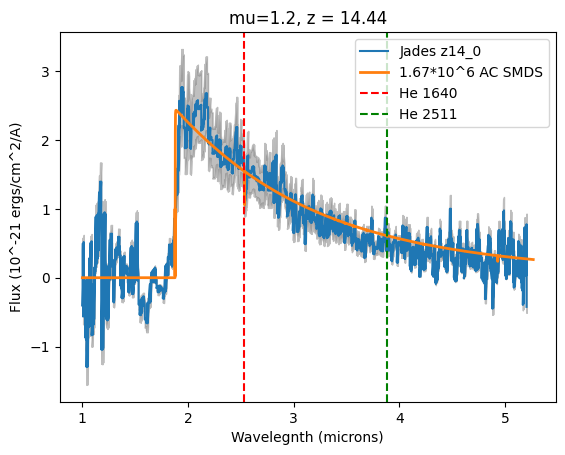 mu=1.2, z = 14.44
Jades z14_0
1.67*10^6 AC SMDS
He 1640
He 2511
Flux (10^-21 ergs/cm^2/A)
3
2
1
0
−1
1
2
3
4
5
Wavelegnth (microns)